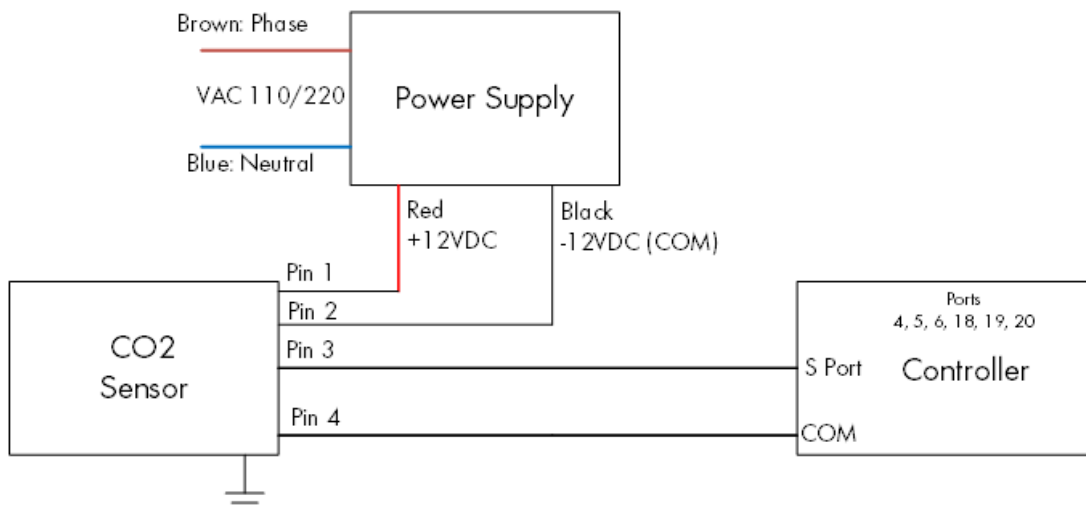 Brown: Phase
VAC 110/220
Power Supply
Blue: Neutral
Red
+12VDC
Black
-12VDC (COM)
Pin 1
Pin 2
Pin 3
Pin 4
CO2
Sensor
Ports
4, 5, 6, 18, 19, 20
S Port
Controller
COM